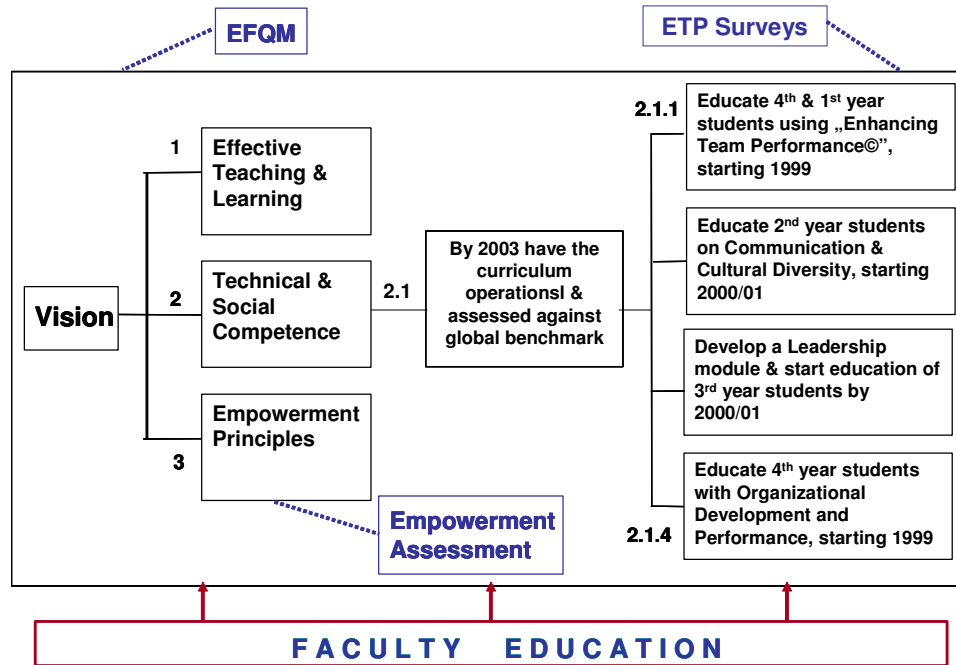 EFQM
ETP Surveys
1
Effective
Teaching &
Learning
Vision
2
Technical &
Social
Competence
3
Empowerment
Principles
Empowerment
Assessment
2.1
By 2003 have the
curriculum
operationsl &
assessed against
global benchmark
2.1.1
Educate 4th & 1st year
students using „Enhancing
Team Performance©”,
starting 1999
Educate 2nd year students
on Communication &
Cultural Diversity, starting
2000/01
Develop a Leadership
module & start education of
3rd year students by
2000/01
2.1.4
Educate 4th year students
with Organizational
Development and
Performance, starting 1999
FACULTY EDUCATION